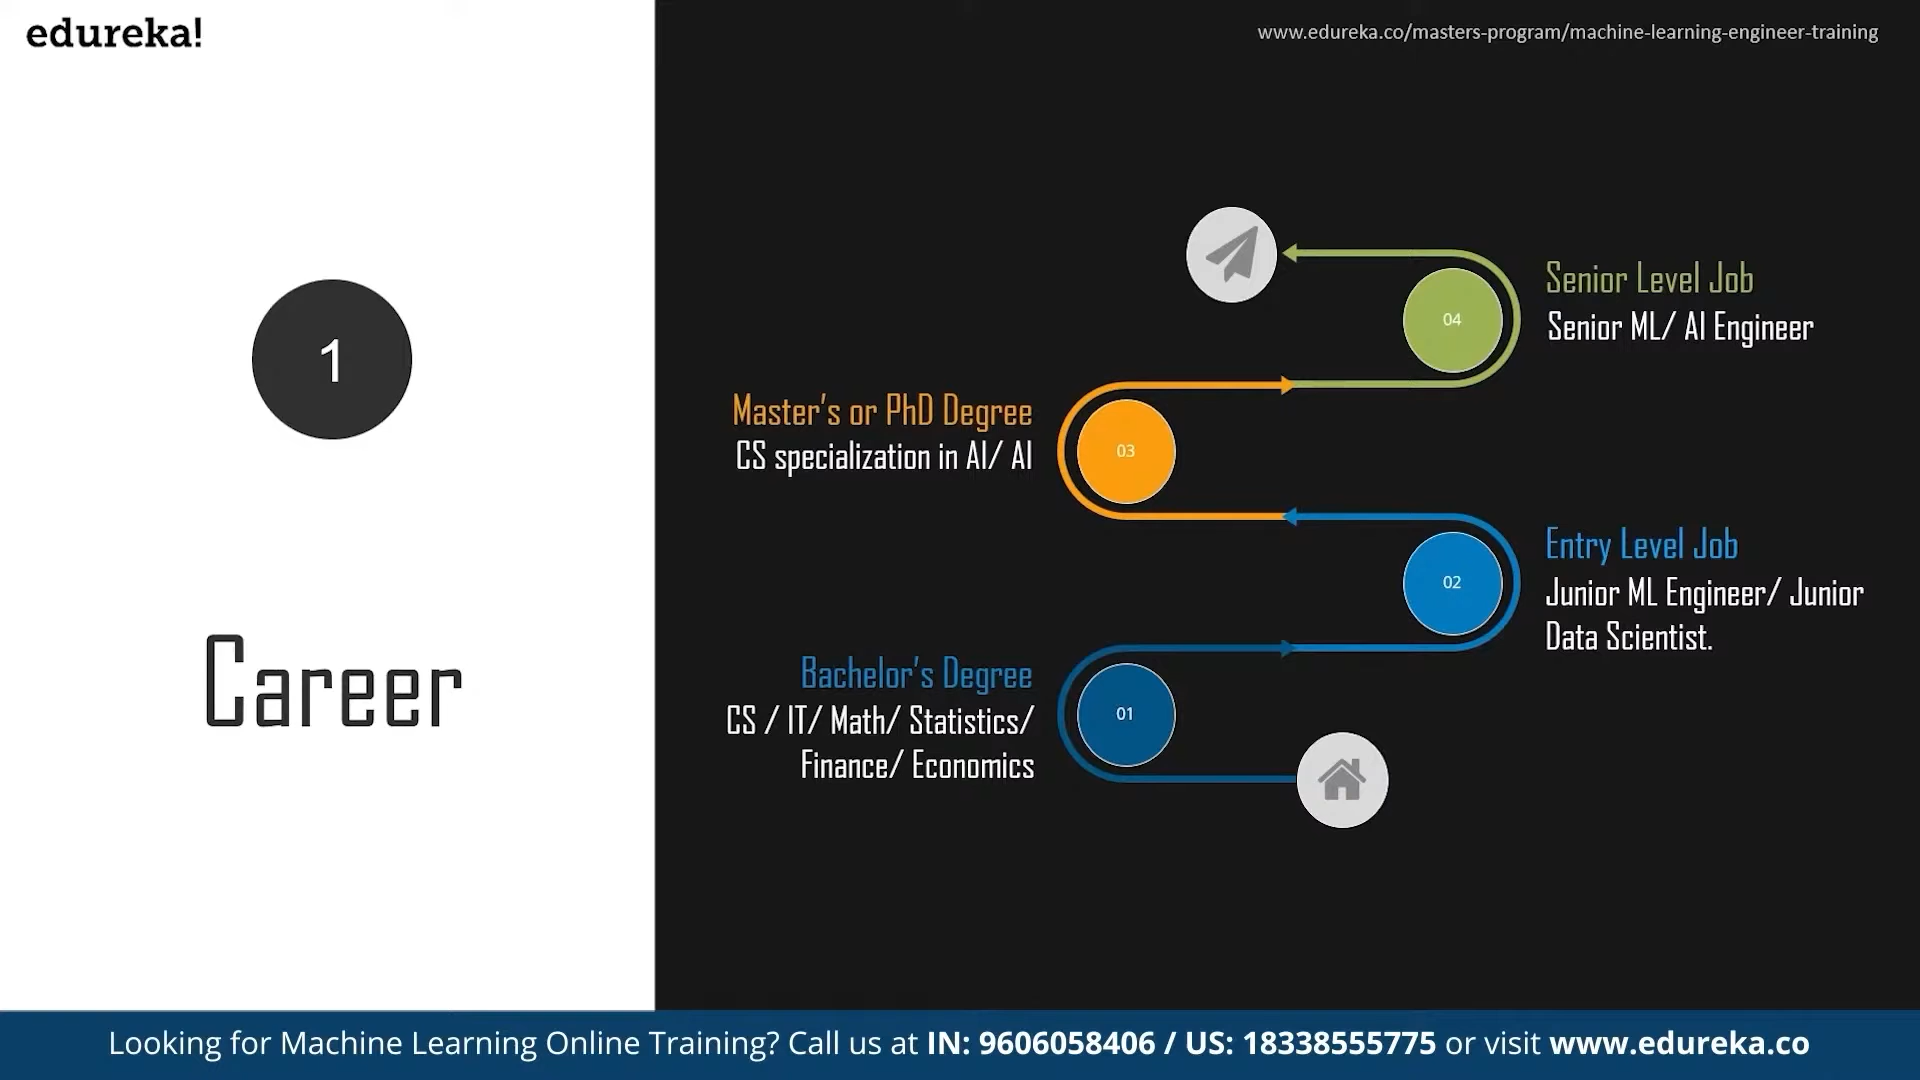 edureka!
www.edureka.co/masters-program/machine-learning-engineer-training
1
Career
04
Senior Level Job
Senior ML/ AI Engineer
Master's or PhD Degree
CS specialization in AI/ AI
03
02
Entry Level Job
Junior ML Engineer/ Junior
Data Scientist.
Bachelor's Degree
CS / IT/ Math/ Statistics/
Finance/ Economics
01
Looking for Machine Learning Online Training? Call us at IN: 9606058406 / US: 18338555775 or visit www.edureka.co